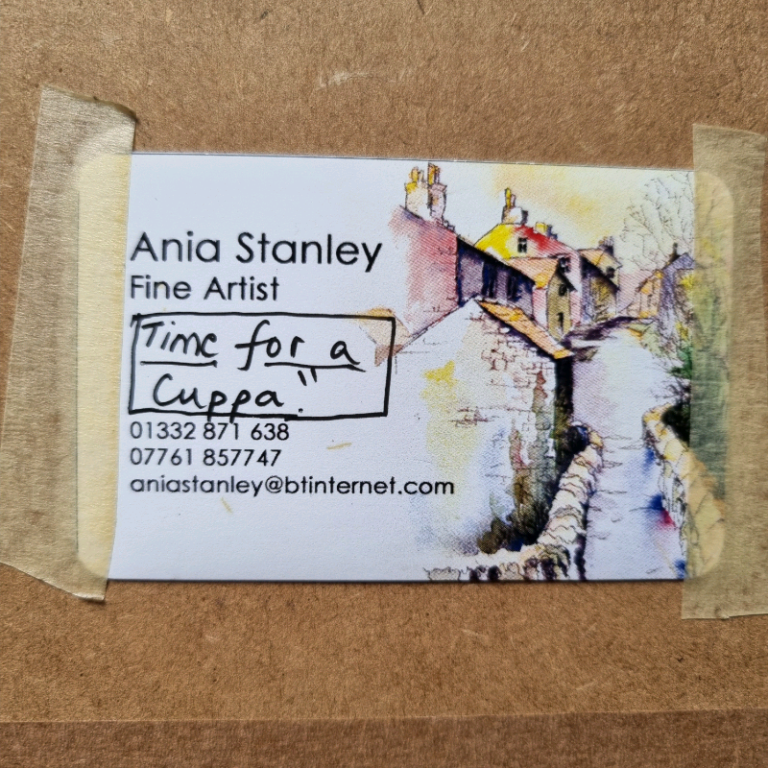 Ania Stanley
Fine Artist
"Time for a
Cuppa."
01332 871 638
07761 857747
aniastanley@btinternet.com